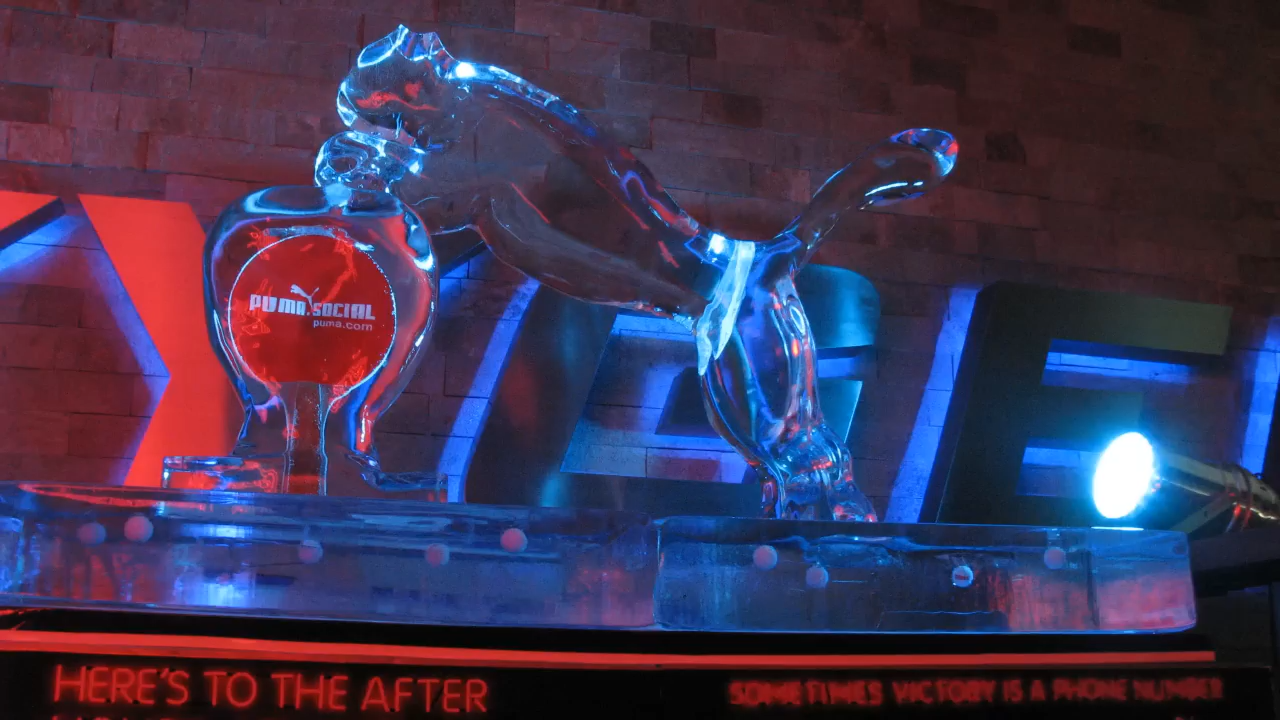 PUMA.SOCIAL
puma.com
HERE'S TO THE AFTER
SOMETIMES VICTORY IS A PHONE NUMBER